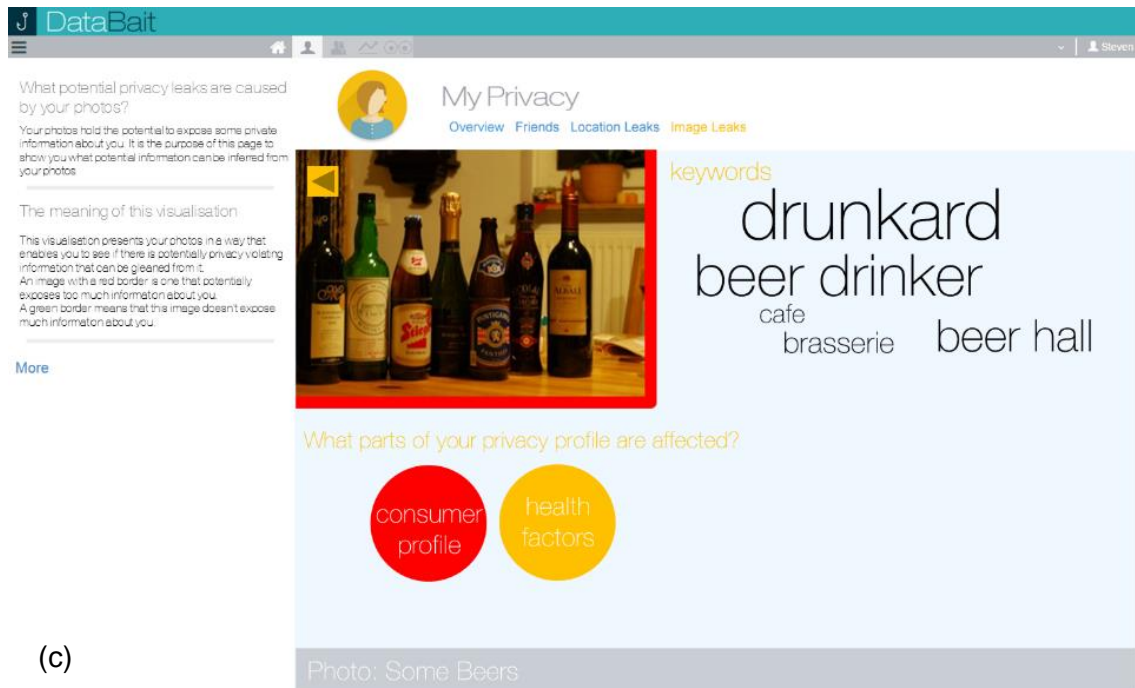 DataBait
Steven
What potential privacy leaks are caused
by your photos?
Your photos hold the potential to expose some private
information about you. It is the purpose of this page to
show you what potential information can be inferred from
your photos
The meaning of this visualisation
This visualisation presents your photos in a way that
enables you to see if there is potentially privacy violating
information that can be gleaned from it.
An image with a red border is one that potentially
exposes too much information about you.
A green border means that this image doesn't expose
much information about you.
More
My Privacy
Overview Friends Location Leaks Image Leaks
keywords
drunkard
beer drinker
cafe
brasserie beer hall
What parts of your privacy profile are affected?
consumer
profile
health
factors
Photo: Some Beers
(c)